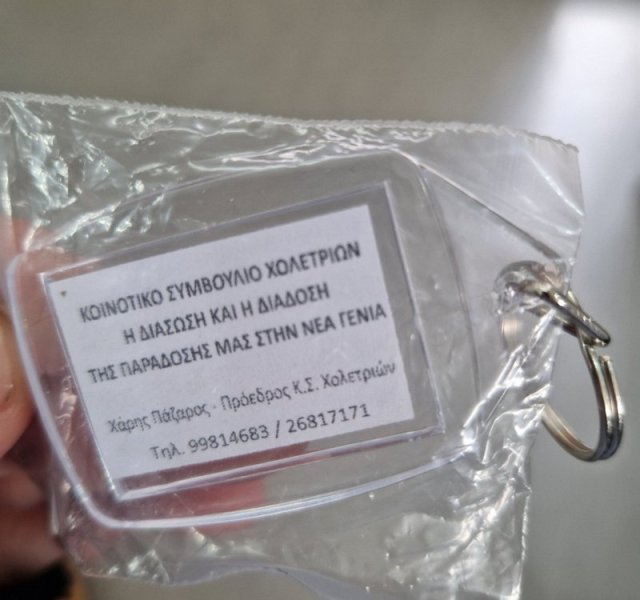 ΚΟΙΝΟΤΙΚΟ ΣΥΜΒΟΥΛΙΟ ΧΟΛΕΤΡΙΩΝ
Η ΔΙΑΣΩΣΗ ΚΑΙ Η ΔΙΑΔΟΣΗ
ΤΗΣ ΠΑΡΑΔΟΣΗΣ ΜΑΣ ΣΤΗΝ ΝΕΑ ΓΕΝΙΑ
Χάρης Πάζαρος - Πρόεδρος Κ.Σ. Χολετριών
Τηλ. 99814683 / 26817171